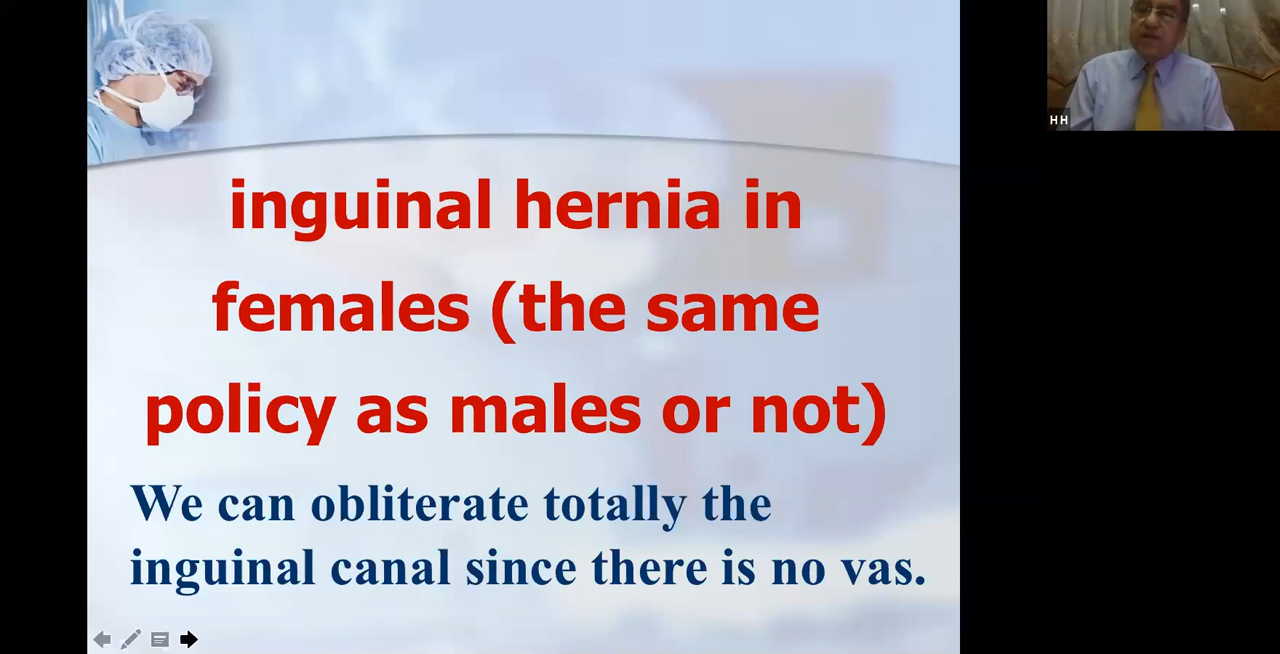 inguinal hernia in
females (the same
policy as males or not)
We can obliterate totally the
inguinal canal since there is no vas.
HH